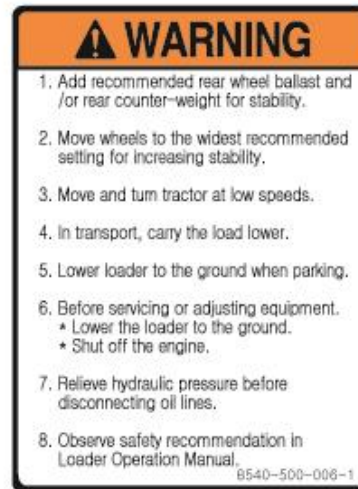 WARNING
1. Add recommended rear wheel ballast and
/or rear counter-weight for stability.
2. Move wheels to the widest recommended
setting for increasing stability.
3. Move and turn tractor at low speeds.
4. In transport, carry the load lower.
5. Lower loader to the ground when parking.
6. Before servicing or adjusting equipment.
* Lower the loader to the ground.
* Shut off the engine.
7. Relieve hydraulic pressure before
disconnecting oil lines.
8. Observe safety recommendation in
Loader Operation Manual.
8540-500-006-1